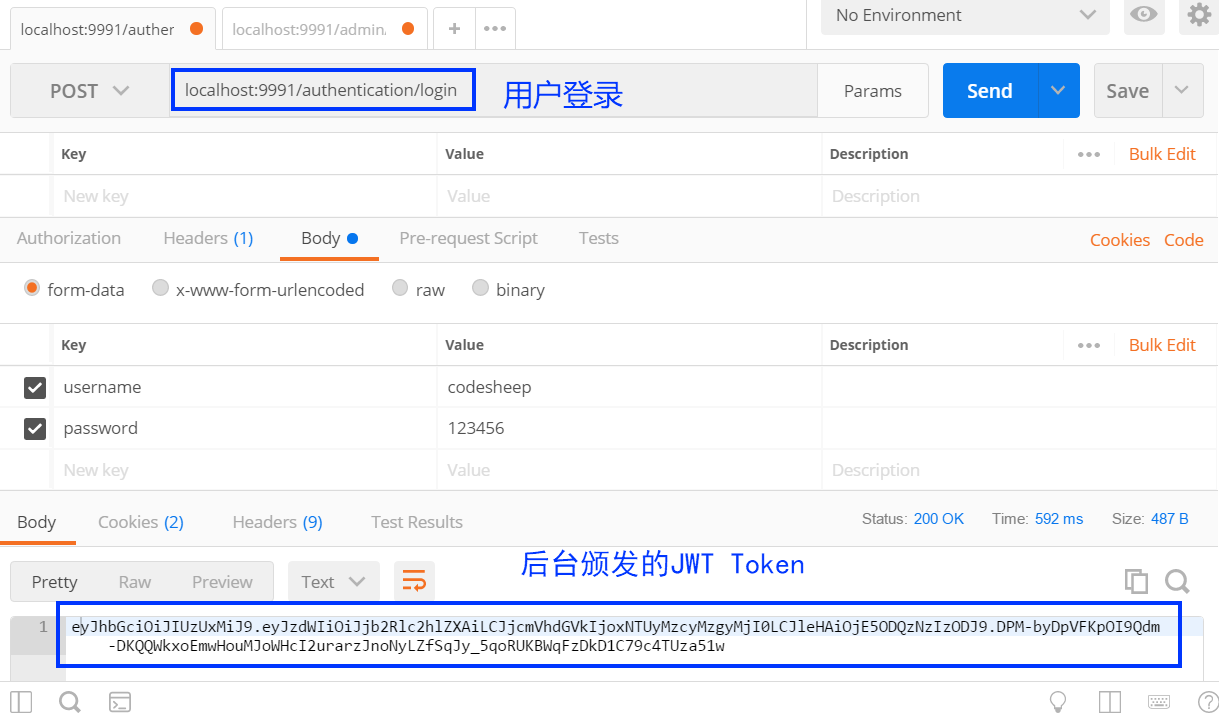 localhost:9991/auther
localhost:9991/admin/
+
•••
No Environment
POST
localhost:9991/authentication/login
用户登录
Params
Send
Save
Key Value Description ••• Bulk Edit
New key Value Description
Authorization Headers (1) Body Pre-request Script Tests Cookies Code
form-data x-www-form-urlencoded raw binary
Key Value Description ••• Bulk Edit
username codesheep
password 123456
New key Value Description
Body Cookies (2) Headers (9) Test Results Status: 200 OK Time: 592 ms Size: 487 B
后台颁发的JWT Token
Pretty Raw Preview Text
1 eyJhbGciOiJIUzUxMiJ9.eyJzdWIiOiJjb2Rlc2hlZXAiLCJjcmVhdGVkIjoxNTUyMzcyMzgyMjI0LCJleHAiOjE5ODQzNzIzODJ9.DPM-byDpVFKpOI9Qdm
-DKQQWkxoEmwHouMJoWHcI2urarzJnoNyLZfSqJy_5qoRUKBWqFzDkD1C79c4TUza51w